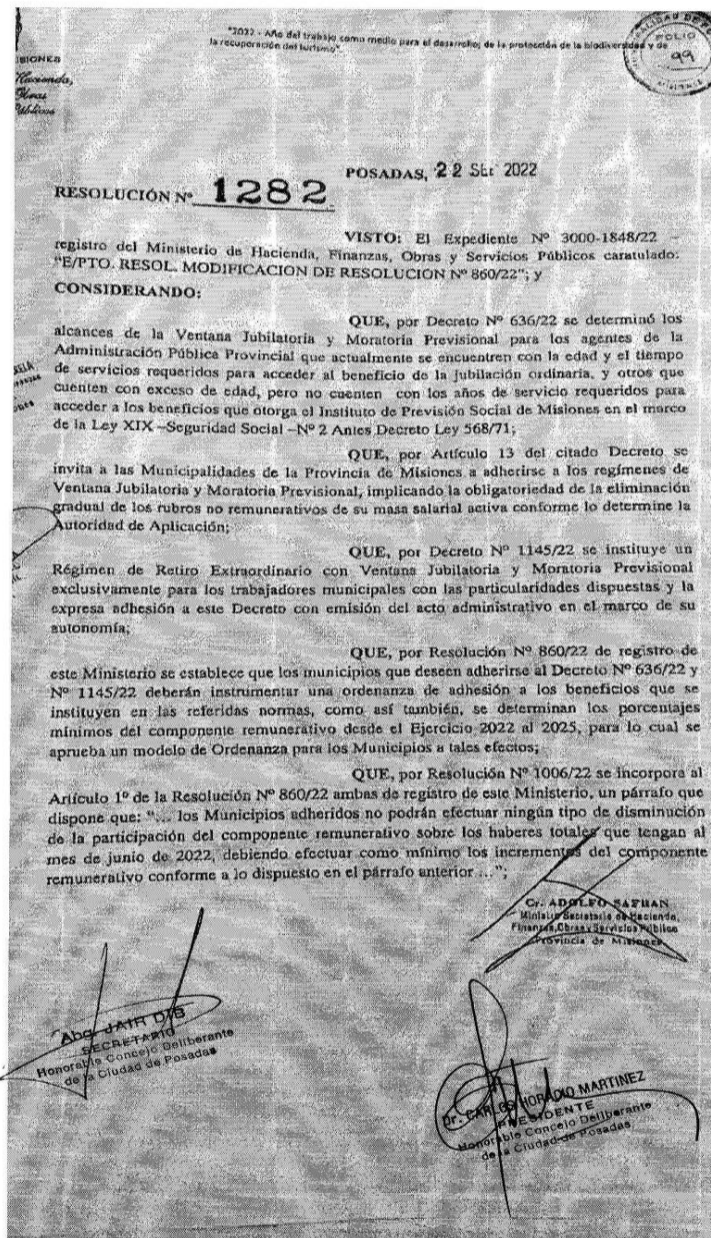 "2022 - Año del trabajo como medio para el desarrollo; de la protección de la biodiversidad y de
la recuperación del turismo".
FOLIO
99
MISIONES
Hacienda,
Obras
Públicos
POSADAS, 22 SET 2022
RESOLUCIÓN Nº 1282
VISTO: El Expediente Nº 3000-1848/22 –
registro del Ministerio de Hacienda, Finanzas, Obras y Servicios Públicos caratulado:
"E/PTO. RESOL. MODIFICACION DE RESOLUCION Nº 860/22"; y
CONSIDERANDO:
QUE, por Decreto Nº 636/22 se determinó los
alcances de la Ventana Jubilatoria y Moratoria Previsional para los agentes de la
Administración Pública Provincial que actualmente se encuentren con la edad y el tiempo
de servicios requeridos para acceder al beneficio de la jubilación ordinaria, y otros que
cuenten con exceso de edad, pero no cuenten con los años de servicio requeridos para
acceder a los beneficios que otorga el Instituto de Previsión Social de Misiones en el marco
de la Ley XIX –Seguridad Social –Nº 2 Antes Decreto Ley 568/71;
QUE, por Artículo 13 del citado Decreto se
invita a las Municipalidades de la Provincia de Misiones a adherirse a los regímenes de
Ventana Jubilatoria y Moratoria Previsional, implicando la obligatoriedad de la eliminación
gradual de los rubros no remunerativos de su masa salarial activa conforme lo determine la
Autoridad de Aplicación;
QUE, por Decreto Nº 1145/22 se instituye un
Régimen de Retiro Extraordinario con Ventana Jubilatoria y Moratoria Previsional
exclusivamente para los trabajadores municipales con las particularidades dispuestas y la
expresa adhesión a este Decreto con emisión del acto administrativo en el marco de su
autonomía;
QUE, por Resolución Nº 860/22 de registro de
este Ministerio se establece que los municipios que deseen adherirse al Decreto Nº 636/22 y
Nº 1145/22 deberán instrumentar una ordenanza de adhesión a los beneficios que se
instituyen en las referidas normas, como así también, se determinan los porcentajes
mínimos del componente remunerativo desde el Ejercicio 2022 al 2025, para lo cual se
aprueba un modelo de Ordenanza para los Municipios a tales efectos;
QUE, por Resolución Nº 1006/22 se incorpora al
Artículo 1º de la Resolución Nº 860/22 ambas de registro de este Ministerio, un párrafo que
dispone que: "... los Municipios adheridos no podrán efectuar ningún tipo de disminución
de la participación del componente remunerativo sobre los haberes totales que tengan al
mes de junio de 2022, debiendo efectuar como mínimo los incrementos del componente
remunerativo conforme a lo dispuesto en el párrafo anterior ...";
Cr. ADOLFO SAFRAN
Ministro Secretario de Hacienda,
Finanzas, Obras y Servicios Públicos
Provincia de Misiones
Abg. JAIR DIB
SECRETARIO
Honorable Concejo Deliberante
de la Ciudad de Posadas
Dr. CARLOS HORACIO MARTINEZ
PRESIDENTE
Honorable Concejo Deliberante
de la Ciudad de Posadas